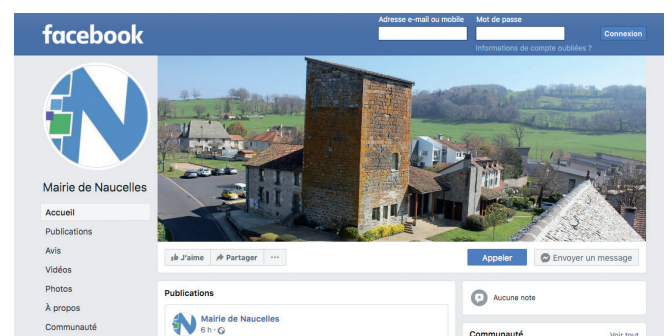 Adresse e-mail ou mobile
Mot de passe
facebook
Connexion
Informations de compte oubliées ?
N
Mairie de Naucelles
Accueil
Publications
Avis
Vidéos
Photos
À propos
Communauté
J'aime
Partager
Appeler
Envoyer un message
Publications
Mairie de Naucelles
6 h
Aucune note
Communauté
Voir tout